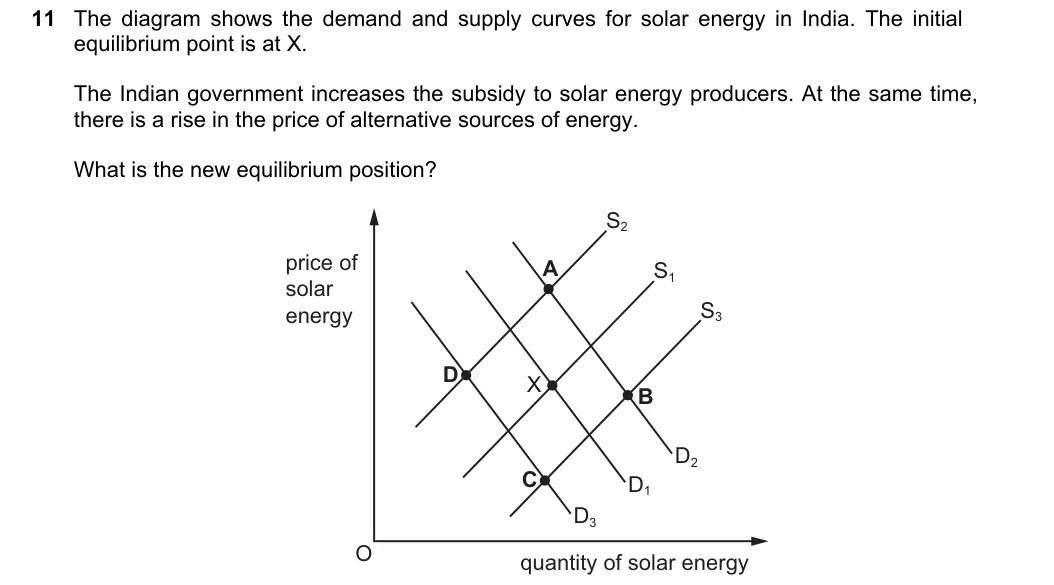 11 The diagram shows the demand and supply curves for solar energy in India. The initial
equilibrium point is at X.
The Indian government increases the subsidy to solar energy producers. At the same time,
there is a rise in the price of alternative sources of energy.
What is the new equilibrium position?
S2
price of
solar
energy
A
S1
S3
D
X
B
D2
C
D1
D3
O
quantity of solar energy